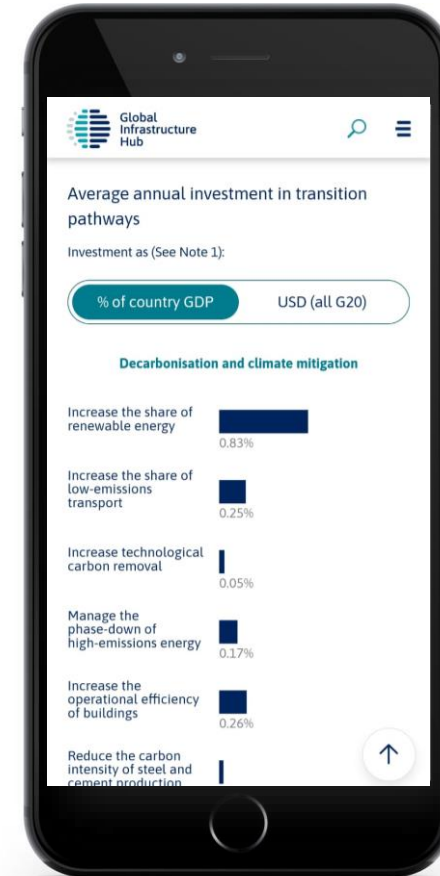 Global
Infrastructure
Hub
Average annual investment in transition
pathways
Investment as (See Note 1):
% of country GDP
USD (all G20)
Decarbonisation and climate mitigation
Increase the share of
renewable energy
0.83%
Increase the share of
low-emissions
transport
0.25%
Increase technological
carbon removal
0.05%
Manage the
phase-down of
high-emissions energy
0.17%
Increase the
operational efficiency
of buildings
0.26%
Reduce the carbon
intensity of steel and
cement production